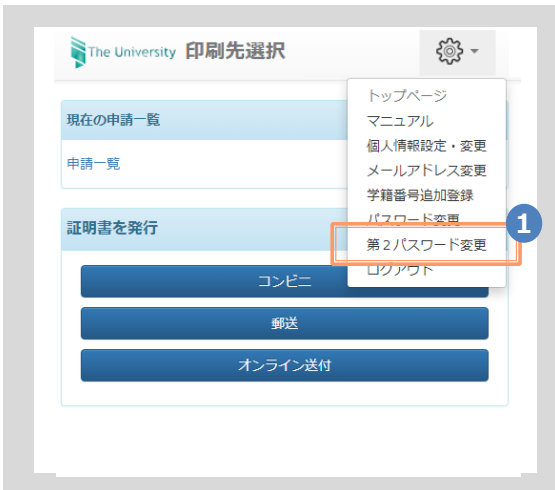 The University 印刷先選択
トップページ
マニュアル
個人情報設定・変更
メールアドレス変更
学籍番号追加登録
パスワード変更
第2パスワード変更
ログアウト
1
現在の申請一覧
申請一覧
証明書を発行
コンビニ
郵送
オンライン送付